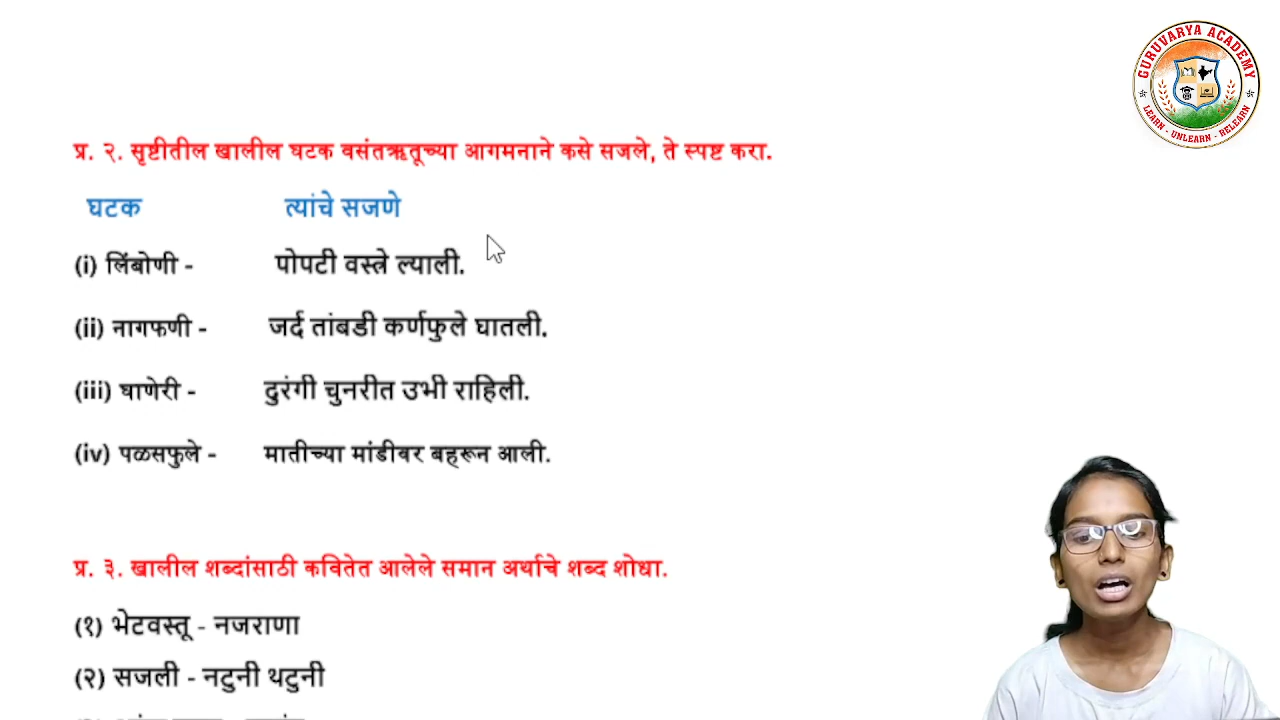 GURUVARYA ACADEMY
LEARN - UNLEARN - RELEARN
प्र. २. सृष्टीतील खालील घटक वसंतऋतूच्या आगमनाने कसे सजले, ते स्पष्ट करा.
घटक त्यांचे सजणे
(i) लिंबोणी - पोपटी वस्त्रे ल्याली.
(ii) नागफणी - जर्द तांबडी कर्णफुले घातली.
(iii) घाणेरी - दुरंगी चुनरीत उभी राहिली.
(iv) पळसफुले - मातीच्या मांडीवर बहरून आली.
प्र. ३. खालील शब्दांसाठी कवितेत आलेले समान अर्थाचे शब्द शोधा.
(१) भेटवस्तू - नजराणा
(२) सजली - नटुनी थटुनी